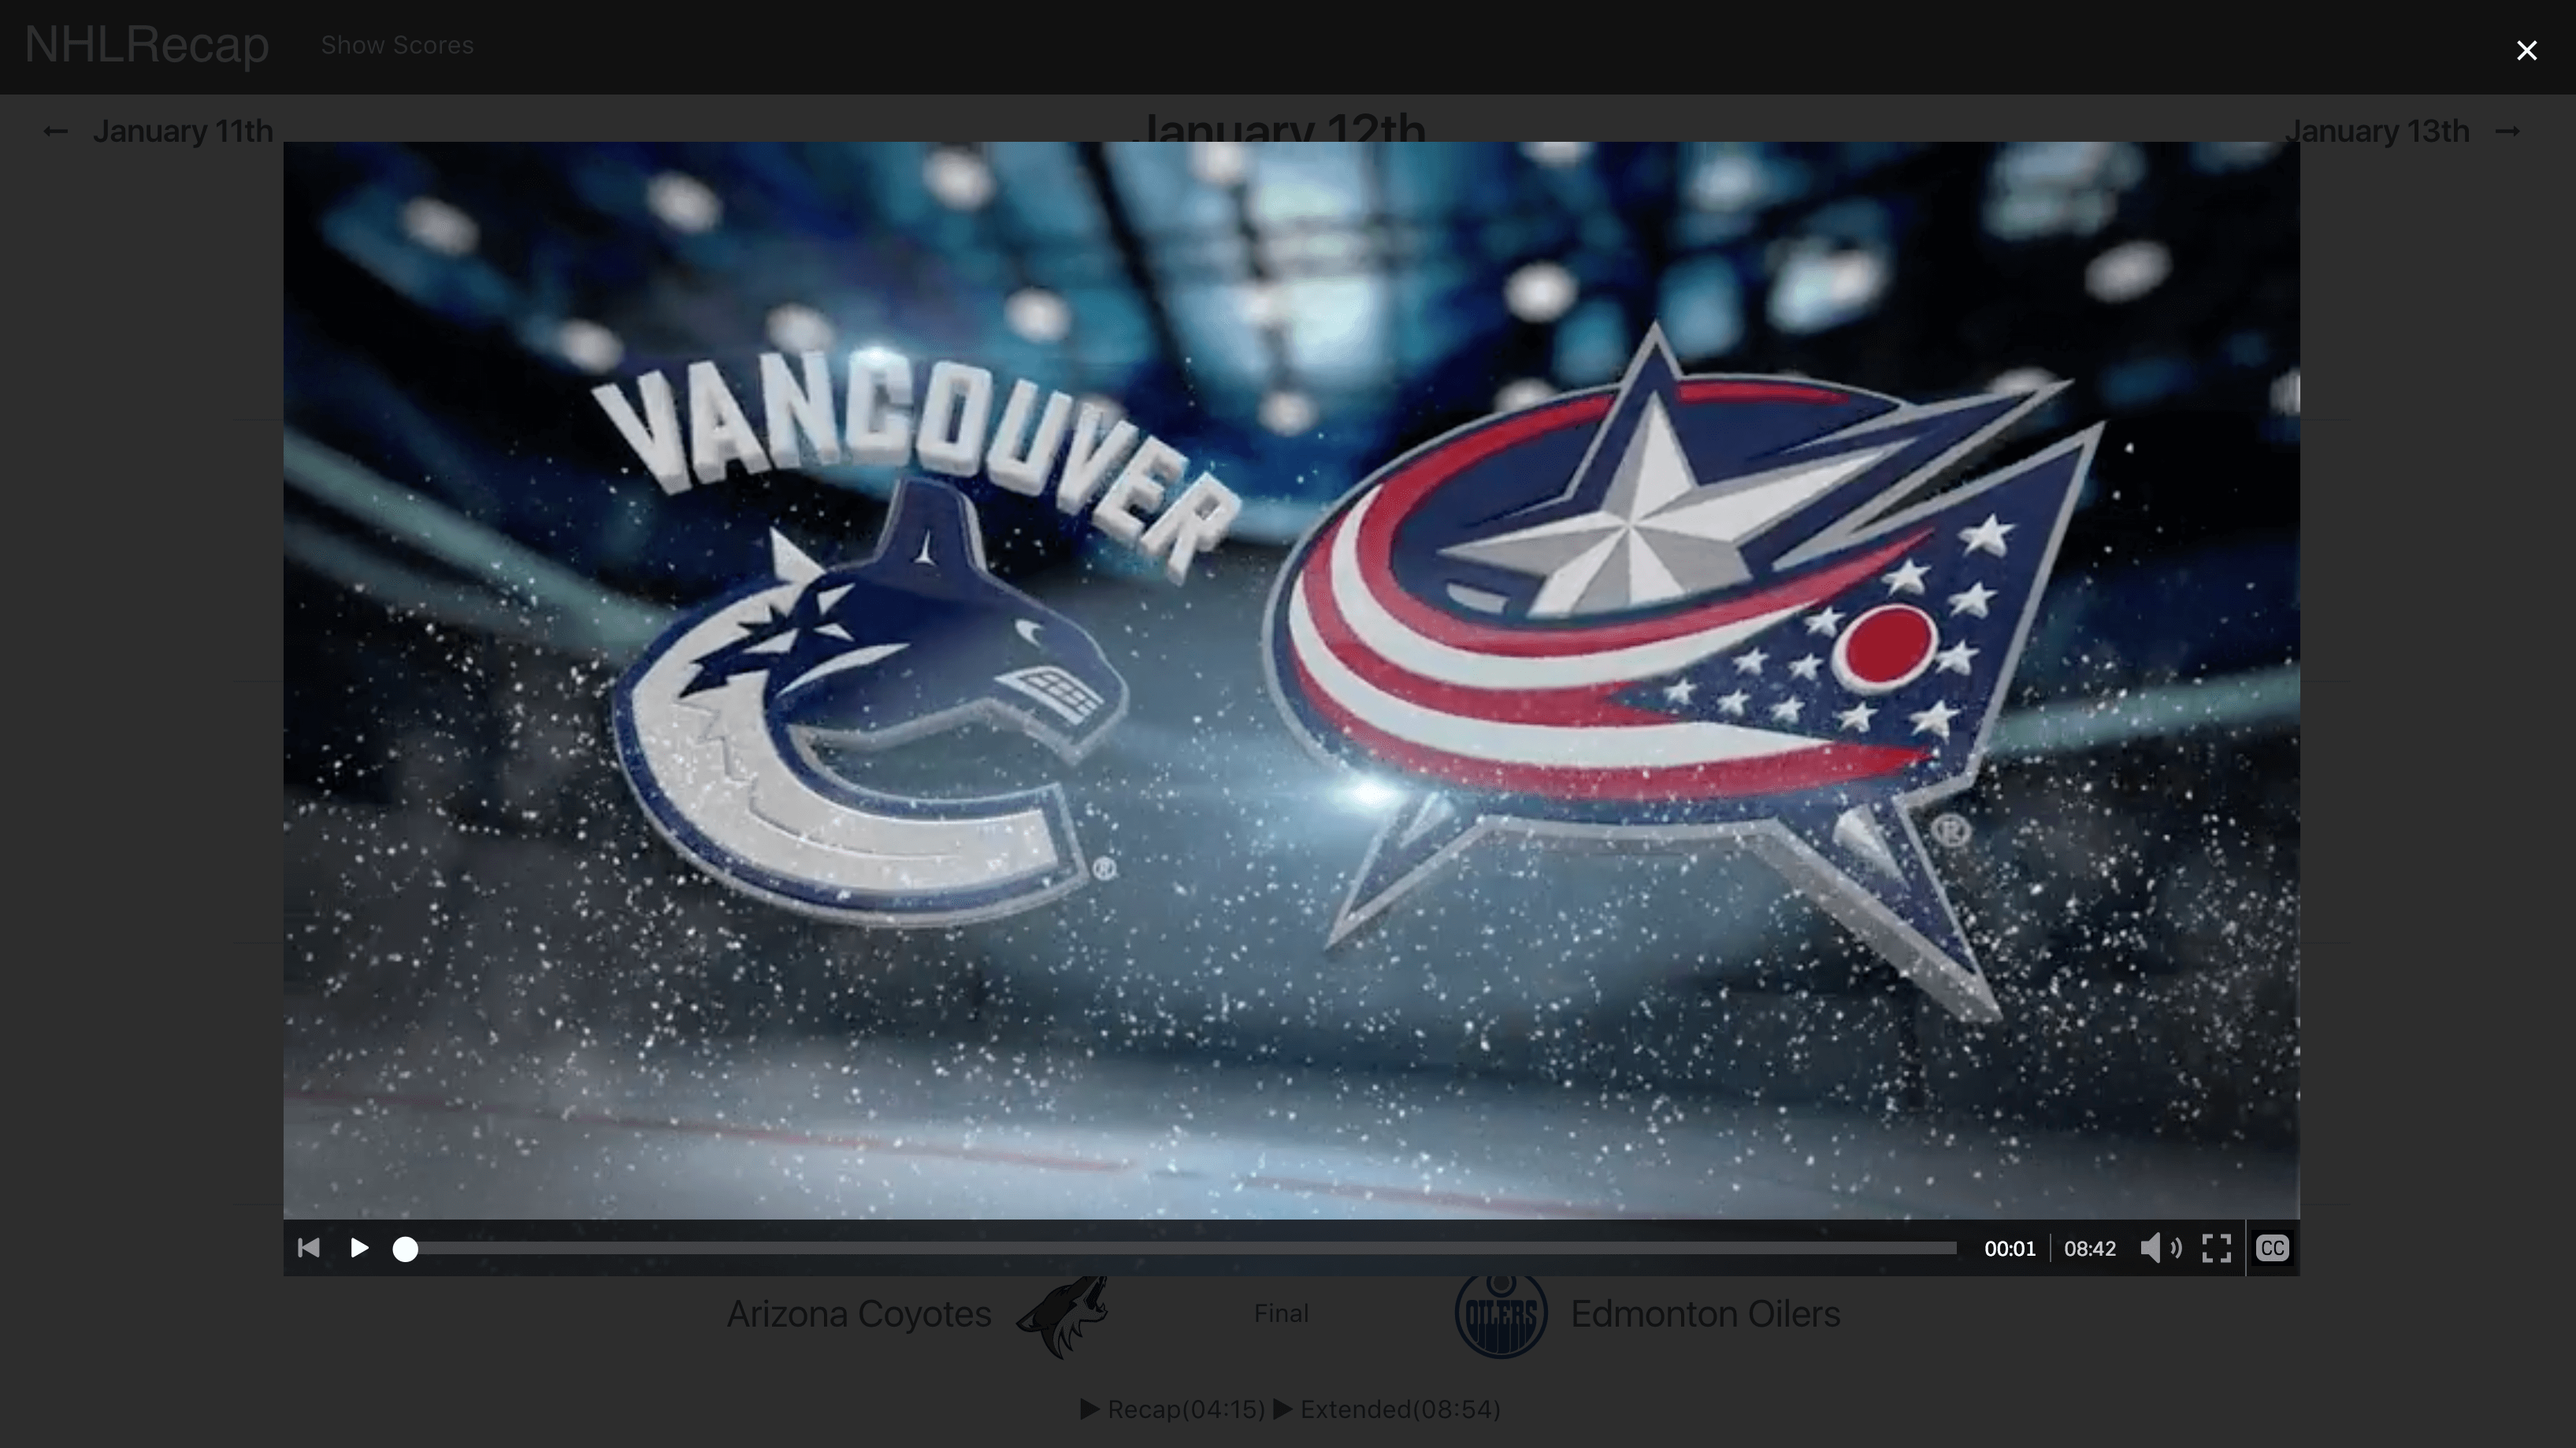 NHLRecap
Show Scores
×
← January 11th
January 12th
January 13th →
VANCOUVER
®
®
00:01 | 08:42
CC
Arizona Coyotes
Final
OILERS
Edmonton Oilers
Recap(04:15) Extended(08:54)